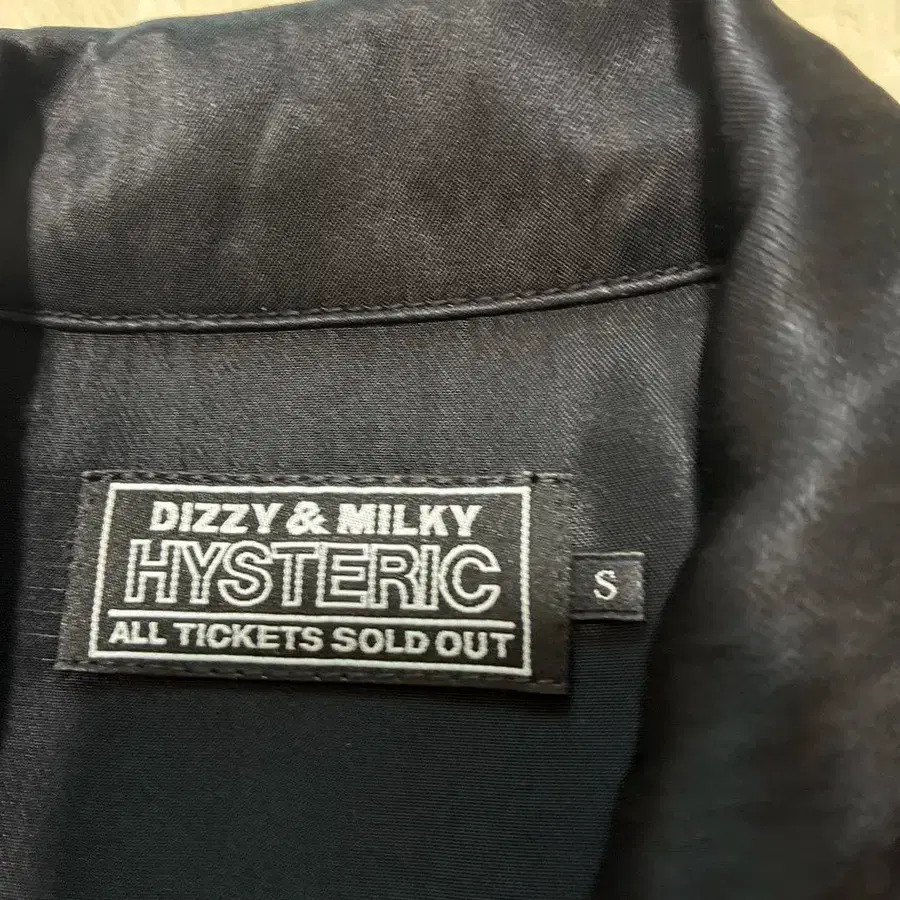 DIZZY & MILKY
HYSTERIC
ALL TICKETS SOLD OUT
S